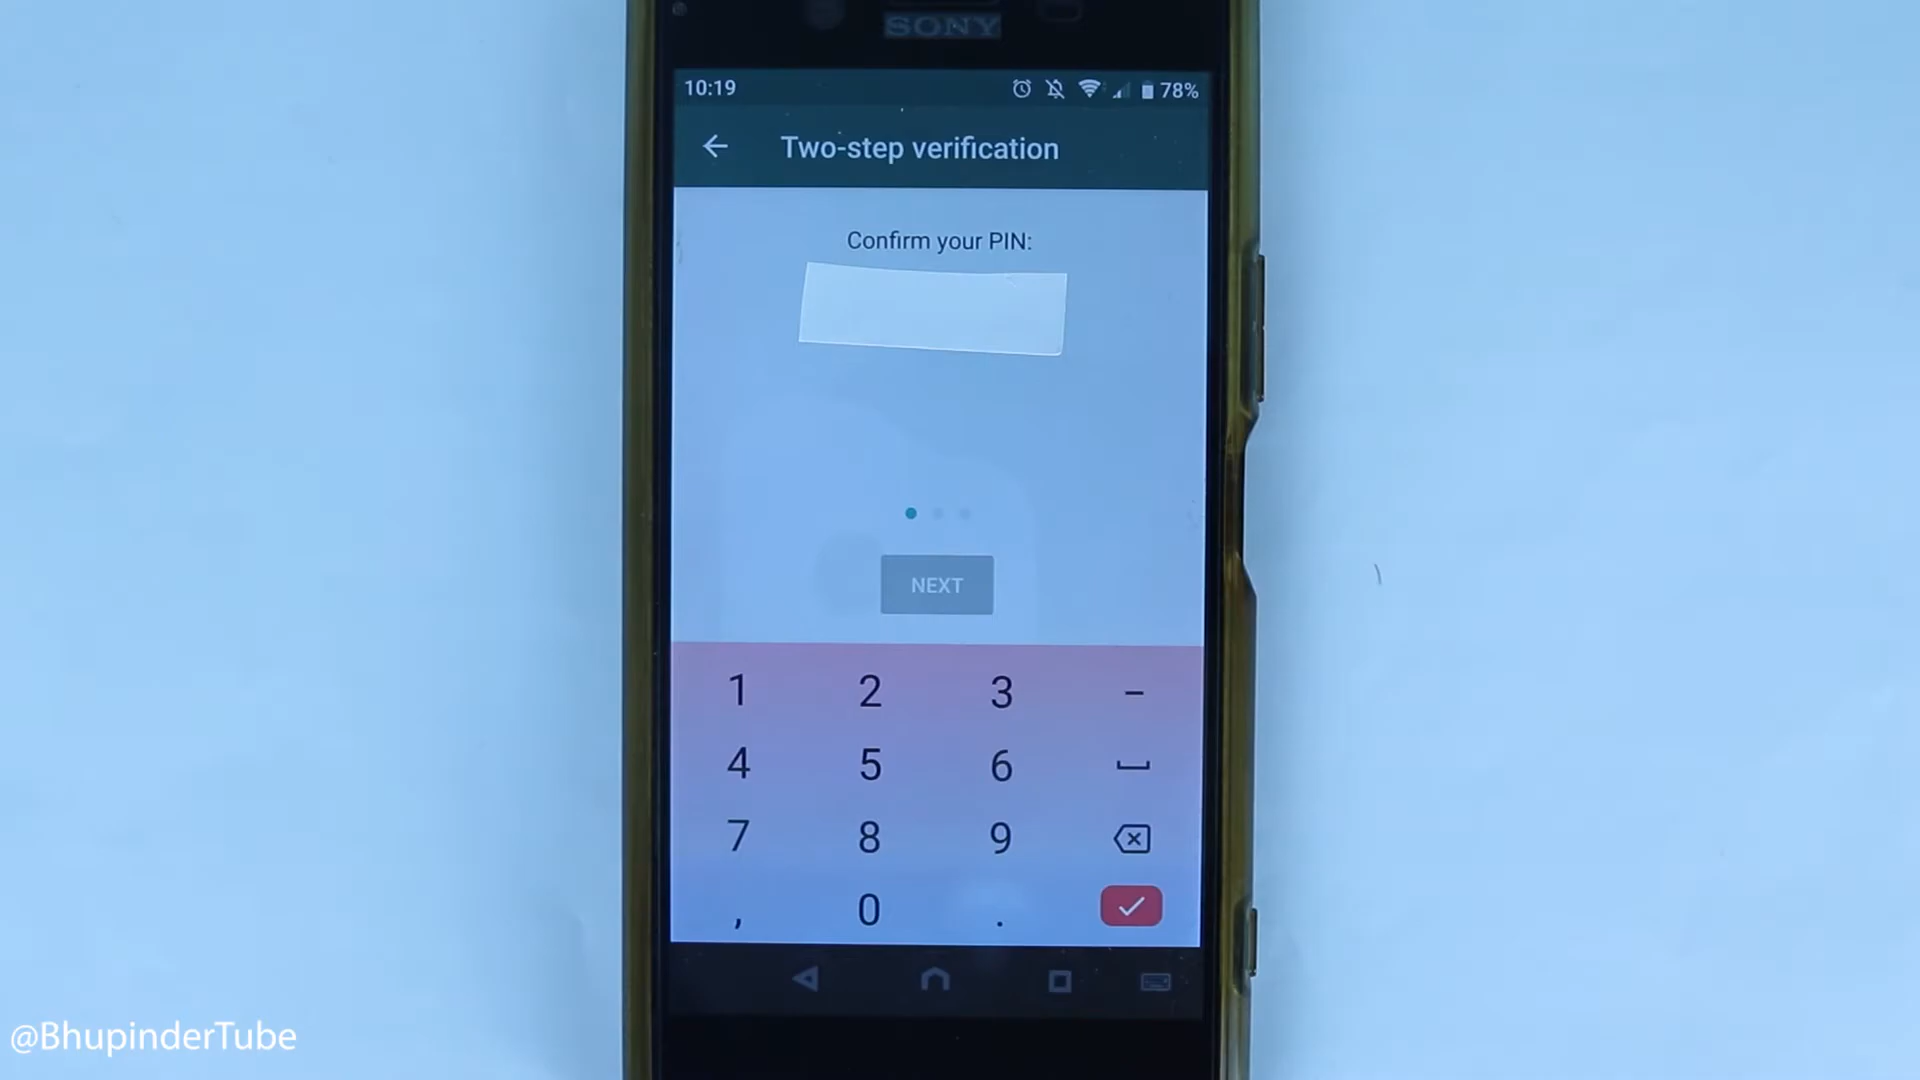 SONY
10:19 78%
Two-step verification
Confirm your PIN:
NEXT
1 2 3 -
4 5 6
7 8 9
, 0 .
@BhupinderTube